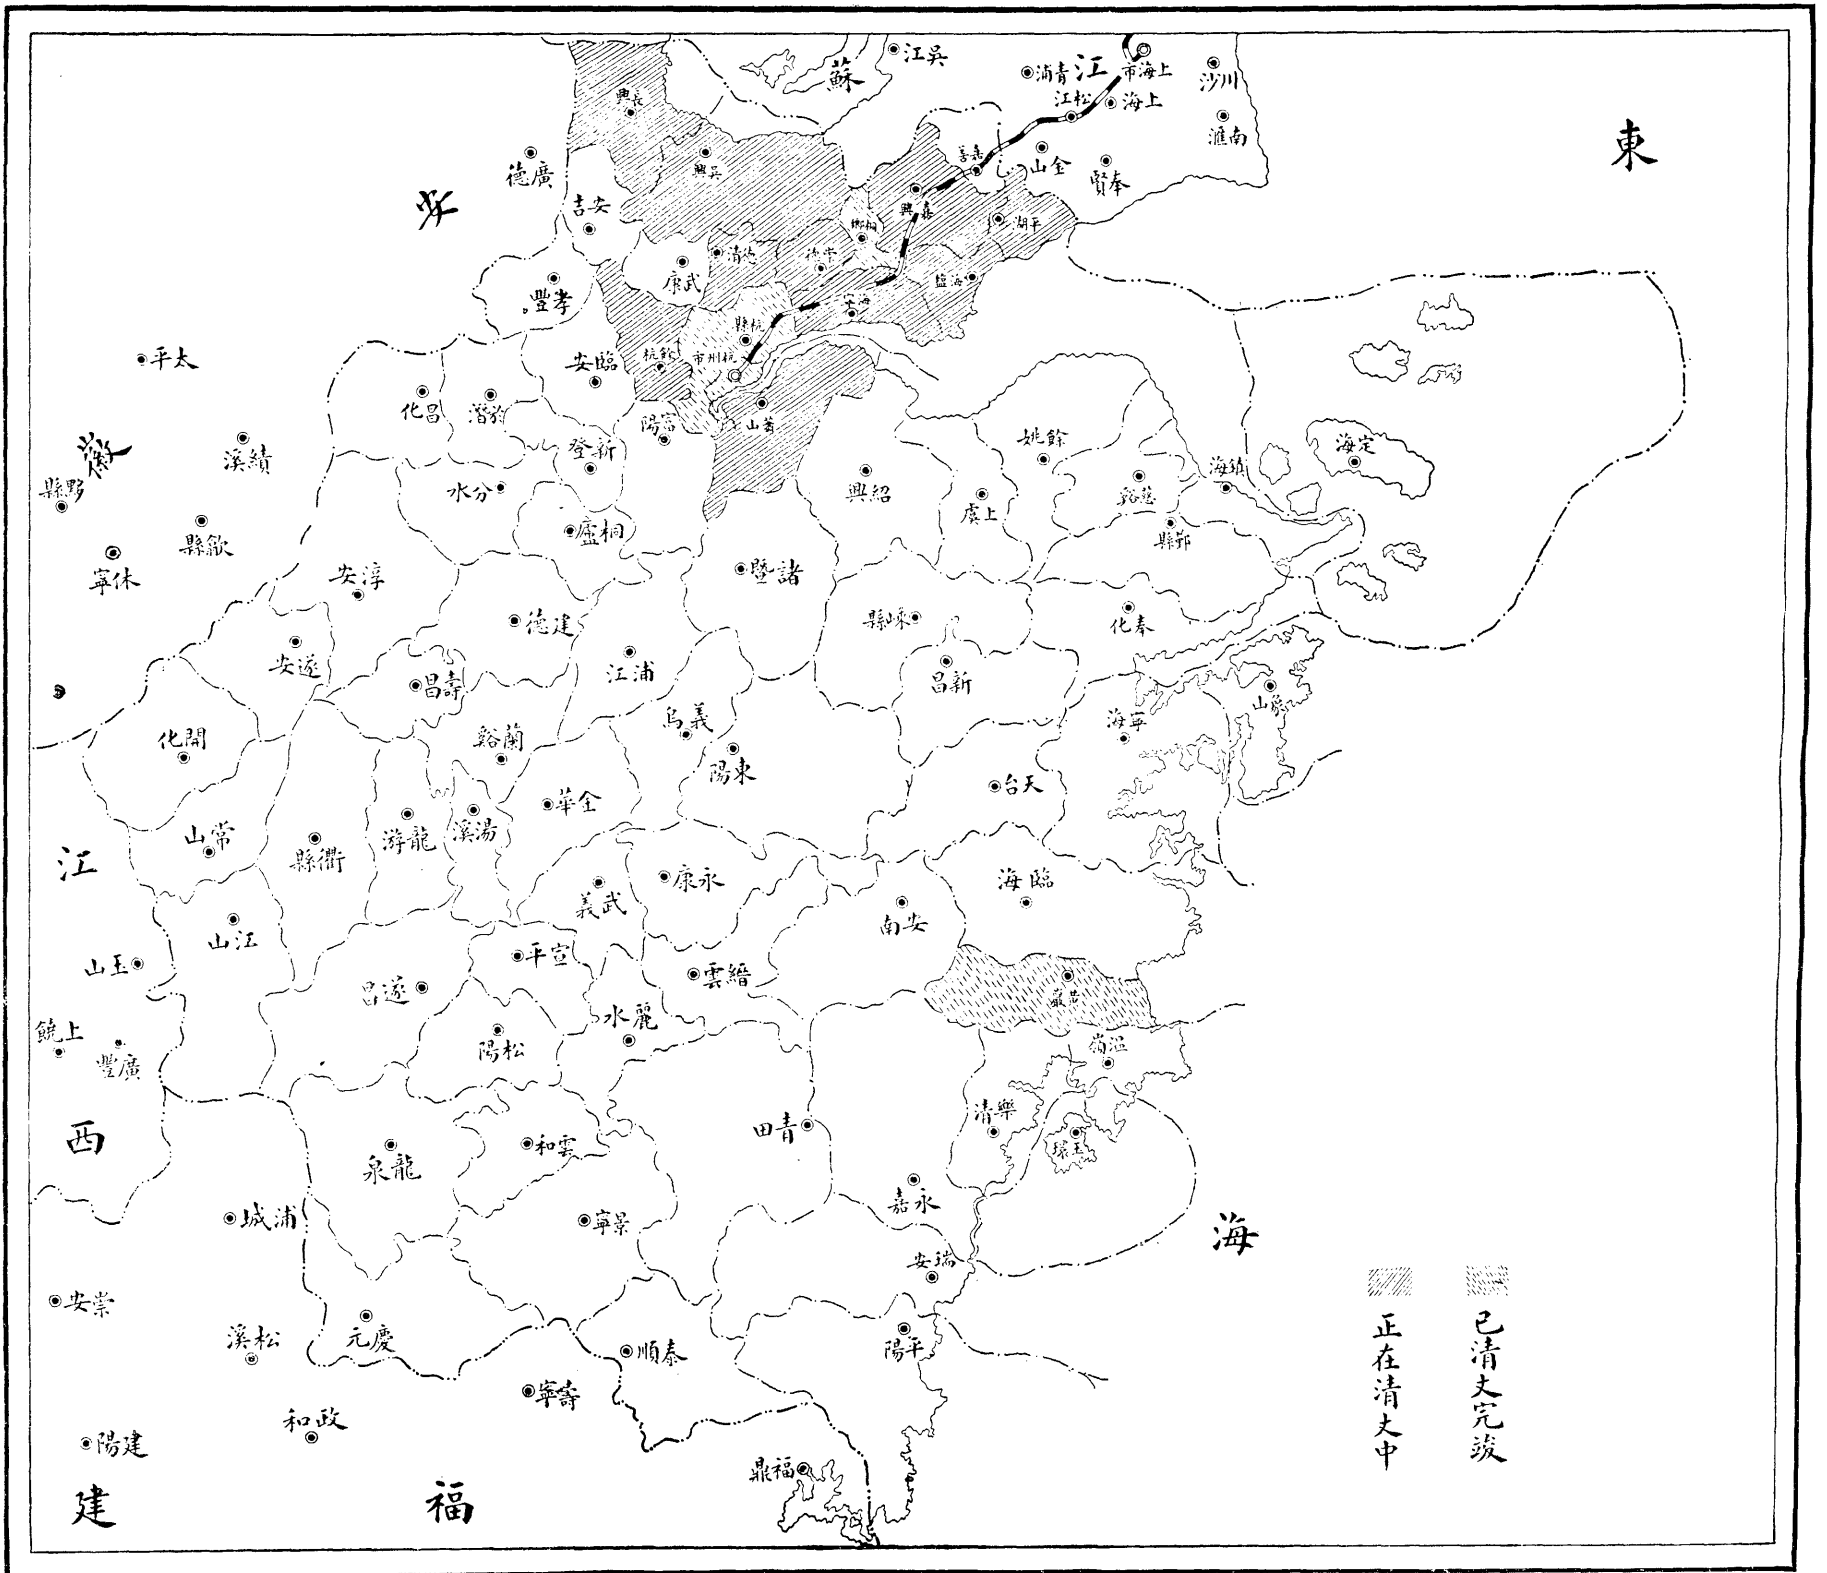 東
海
江
蘇
安
徽
江
西
福
建
吳江
青浦
上海市
松江
上海
川沙
南滙
金山
奉賢
長興
吳興
嘉善
嘉興
平湖
桐鄉
崇德
德清
海鹽
海寧
武康
安吉
孝豐
廣德
杭縣
杭州市
餘杭
臨安
蕭山
富陽
新登
於潛
昌化
分水
桐廬
太平
績溪
黟縣
歙縣
休寧
淳安
建德
遂安
壽昌
開化
浦江
諸暨
紹興
上虞
餘姚
慈谿
鎮海
定海
鄞縣
奉化
嵊縣
新昌
象山
寧海
天台
義烏
東陽
蘭谿
金華
湯溪
龍游
衢縣
常山
江山
玉山
上饒
廣豐
武義
永康
臨海
安南
宣平
縉雲
遂昌
麗水
松陽
黃巖
溫嶺
樂清
玉環
青田
永嘉
雲和
龍泉
景寧
瑞安
浦城
崇安
松溪
慶元
泰順
平陽
壽寧
政和
建陽
福鼎
已清丈完竣
正在清丈中